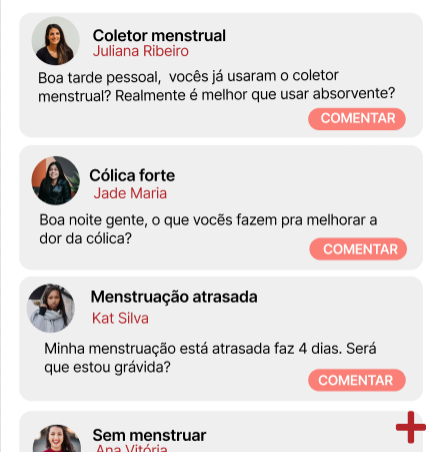 Coletor menstrual
Juliana Ribeiro
Boa tarde pessoal, vocês já usaram o coletor
menstrual? Realmente é melhor que usar absorvente?
COMENTAR
Cólica forte
Jade Maria
Boa noite gente, o que vocês fazem pra melhorar a
dor da cólica?
COMENTAR
Menstruação atrasada
Kat Silva
Minha menstruação está atrasada faz 4 dias. Será
que estou grávida?
COMENTAR
Sem menstruar
Ana Vitória